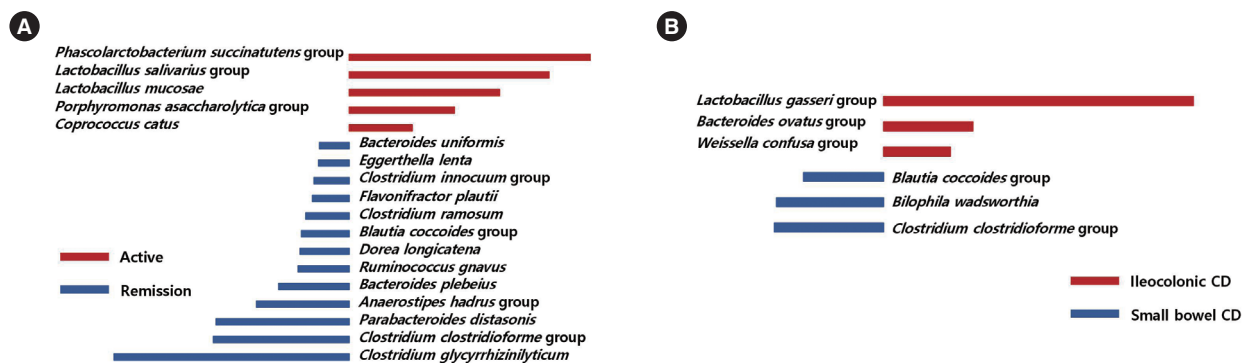 A
Phascolarctobacterium succinatutens group
Lactobacillus salivarius group
Lactobacillus mucosae
Porphyromonas asaccharolytica group
Coprococcus catus
Bacteroides uniformis
Eggerthella lenta
Clostridium innocuum group
Flavonifractor plautii
Clostridium ramosum
Blautia coccoides group
Dorea longicatena
Ruminococcus gnavus
Bacteroides plebeius
Anaerostipes hadrus group
Parabacteroides distasonis
Clostridium clostridioforme group
Clostridium glycyrrhizinilyticum
Active
Remission
B
Lactobacillus gasseri group
Bacteroides ovatus group
Weissella confusa group
Blautia coccoides group
Bilophila wadsworthia
Clostridium clostridioforme group
Ileocolonic CD
Small bowel CD